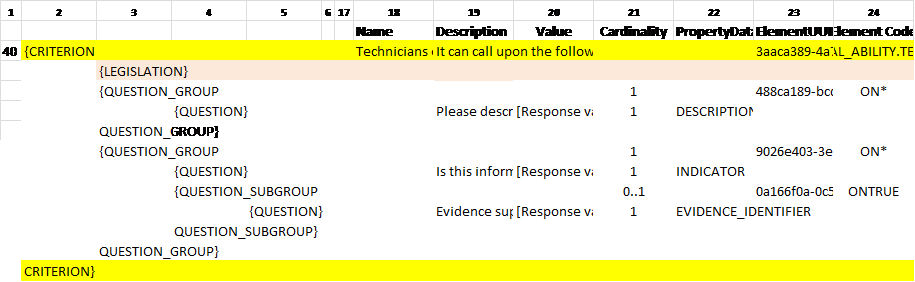 1 2 3 4 5 6 17 18 19 20 21 22 23 24
Name Description Value Cardinality PropertyDat ElementUUI Element Code
40 {CRITERION Technicians It can call upon the follow 3aaca389-4a AL_ABILITY.TE
{LEGISLATION}
{QUESTION_GROUP 1 488ca189-bcc ON*
{QUESTION} Please descr [Response va 1 DESCRIPTION
QUESTION_GROUP}
{QUESTION_GROUP 1 9026e403-3e ON*
{QUESTION} Is this inform [Response va 1 INDICATOR
{QUESTION_SUBGROUP 0..1 0a166f0a-0c5 ONTRUE
{QUESTION} Evidence sup [Response va 1 EVIDENCE_IDENTIFIER
QUESTION_SUBGROUP}
QUESTION_GROUP}
CRITERION}